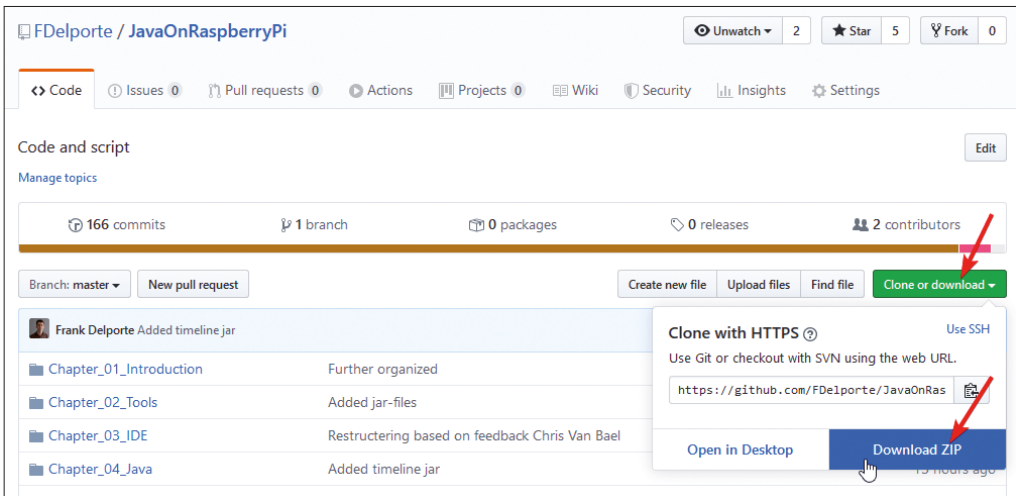 FDelporte / JavaOnRaspberryPi
Unwatch 2 Star 5 Fork 0
Code Issues 0 Pull requests 0 Actions Projects 0 Wiki Security Insights Settings
Code and script Edit
Manage topics
166 commits 1 branch 0 packages 0 releases 2 contributors
Branch: master New pull request Create new file Upload files Find file Clone or download
Frank Delporte Added timeline jar
Clone with HTTPS ? Use SSH
Use Git or checkout with SVN using the web URL.
https://github.com/FDelporte/JavaOnRas
Open in Desktop Download ZIP
Chapter_01_Introduction Further organized
Chapter_02_Tools Added jar-files
Chapter_03_IDE Restructering based on feedback Chris Van Bael
Chapter_04_Java Added timeline jar hours ago